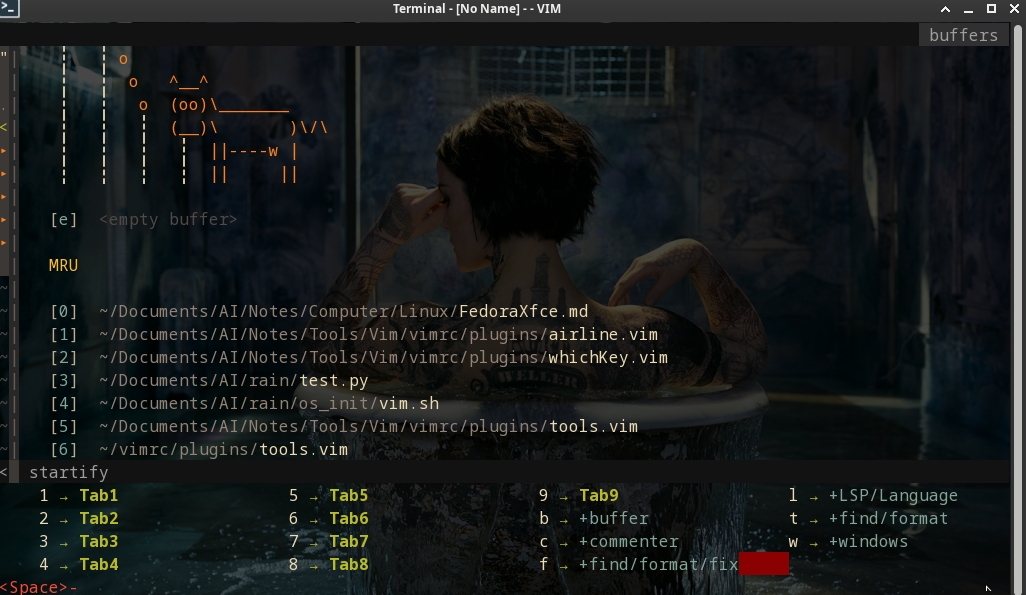 Terminal - [No Name] - - VIM
buffers
" o
o ^__^
. o (oo)\_______
< (__)\ )\/\
||----w |
|| ||
[e] <empty buffer>
MRU
[0] ~/Documents/AI/Notes/Computer/Linux/FedoraXfce.md
[1] ~/Documents/AI/Notes/Tools/Vim/vimrc/plugins/airline.vim
[2] ~/Documents/AI/Notes/Tools/Vim/vimrc/plugins/whichKey.vim
[3] ~/Documents/AI/rain/test.py
[4] ~/Documents/AI/rain/os_init/vim.sh
[5] ~/Documents/AI/Notes/Tools/Vim/vimrc/plugins/tools.vim
[6] ~/vimrc/plugins/tools.vim
< startify
1 → Tab1 5 → Tab5 9 → Tab9 l → +LSP/Language
2 → Tab2 6 → Tab6 b → +buffer t → +find/format
3 → Tab3 7 → Tab7 c → +commenter w → +windows
4 → Tab4 8 → Tab8 f → +find/format/fix
<Space>-